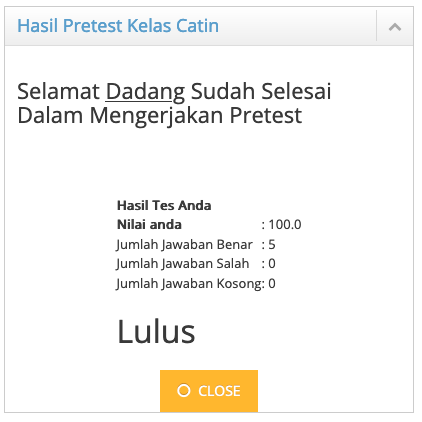 Hasil Pretest Kelas Catin
Selamat Dadang Sudah Selesai
Dalam Mengerjakan Pretest
Hasil Tes Anda
Nilai anda : 100.0
Jumlah Jawaban Benar : 5
Jumlah Jawaban Salah : 0
Jumlah Jawaban Kosong: 0
Lulus
CLOSE